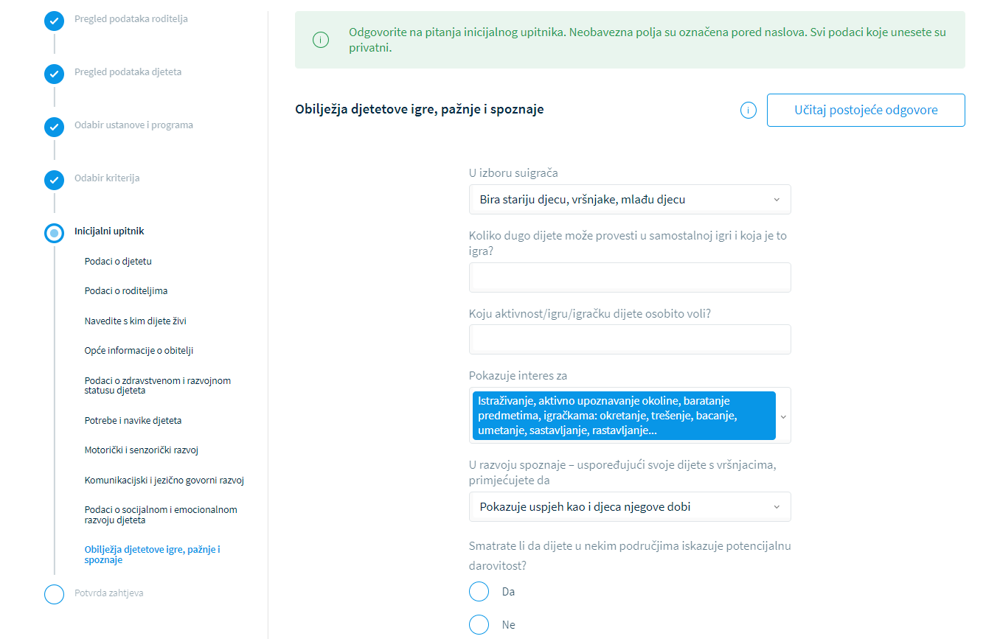 Pregled podataka roditelja
Pregled podataka djeteta
Odabir ustanove i programa
Odabir kriterija
Inicijalni upitnik
Podaci o djetetu
Podaci o roditeljima
Navedite s kim dijete živi
Opće informacije o obitelji
Podaci o zdravstvenom i razvojnom
statusu djeteta
Potrebe i navike djeteta
Motorički i senzorički razvoj
Komunikacijski i jezično govorni razvoj
Podaci o socijalnom i emocionalnom
razvoju djeteta
Obilježja djetetove igre, pažnje i
spoznaje
Potvrda zahtjeva
Odgovorite na pitanja inicijalnog upitnika. Neobavezna polja su označena pored naslova. Svi podaci koje unesete su
privatni.
Obilježja djetetove igre, pažnje i spoznaje
Učitaj postojeće odgovore
U izboru suigrača
Bira stariju djecu, vršnjake, mlađu djecu
Koliko dugo dijete može provesti u samostalnoj igri i koja je to
igra?
Koju aktivnost/igru/igračku dijete osobito voli?
Pokazuje interes za
Istraživanje, aktivno upoznavanje okoline, baratanje
predmetima, igračkama: okretanje, trešenje, bacanje,
umetanje, sastavljanje, rastavljanje...
U razvoju spoznaje – uspoređujući svoje dijete s vršnjacima,
primjećujete da
Pokazuje uspjeh kao i djeca njegove dobi
Smatrate li da dijete u nekim područjima iskazuje potencijalnu
darovitost?
Da
Ne